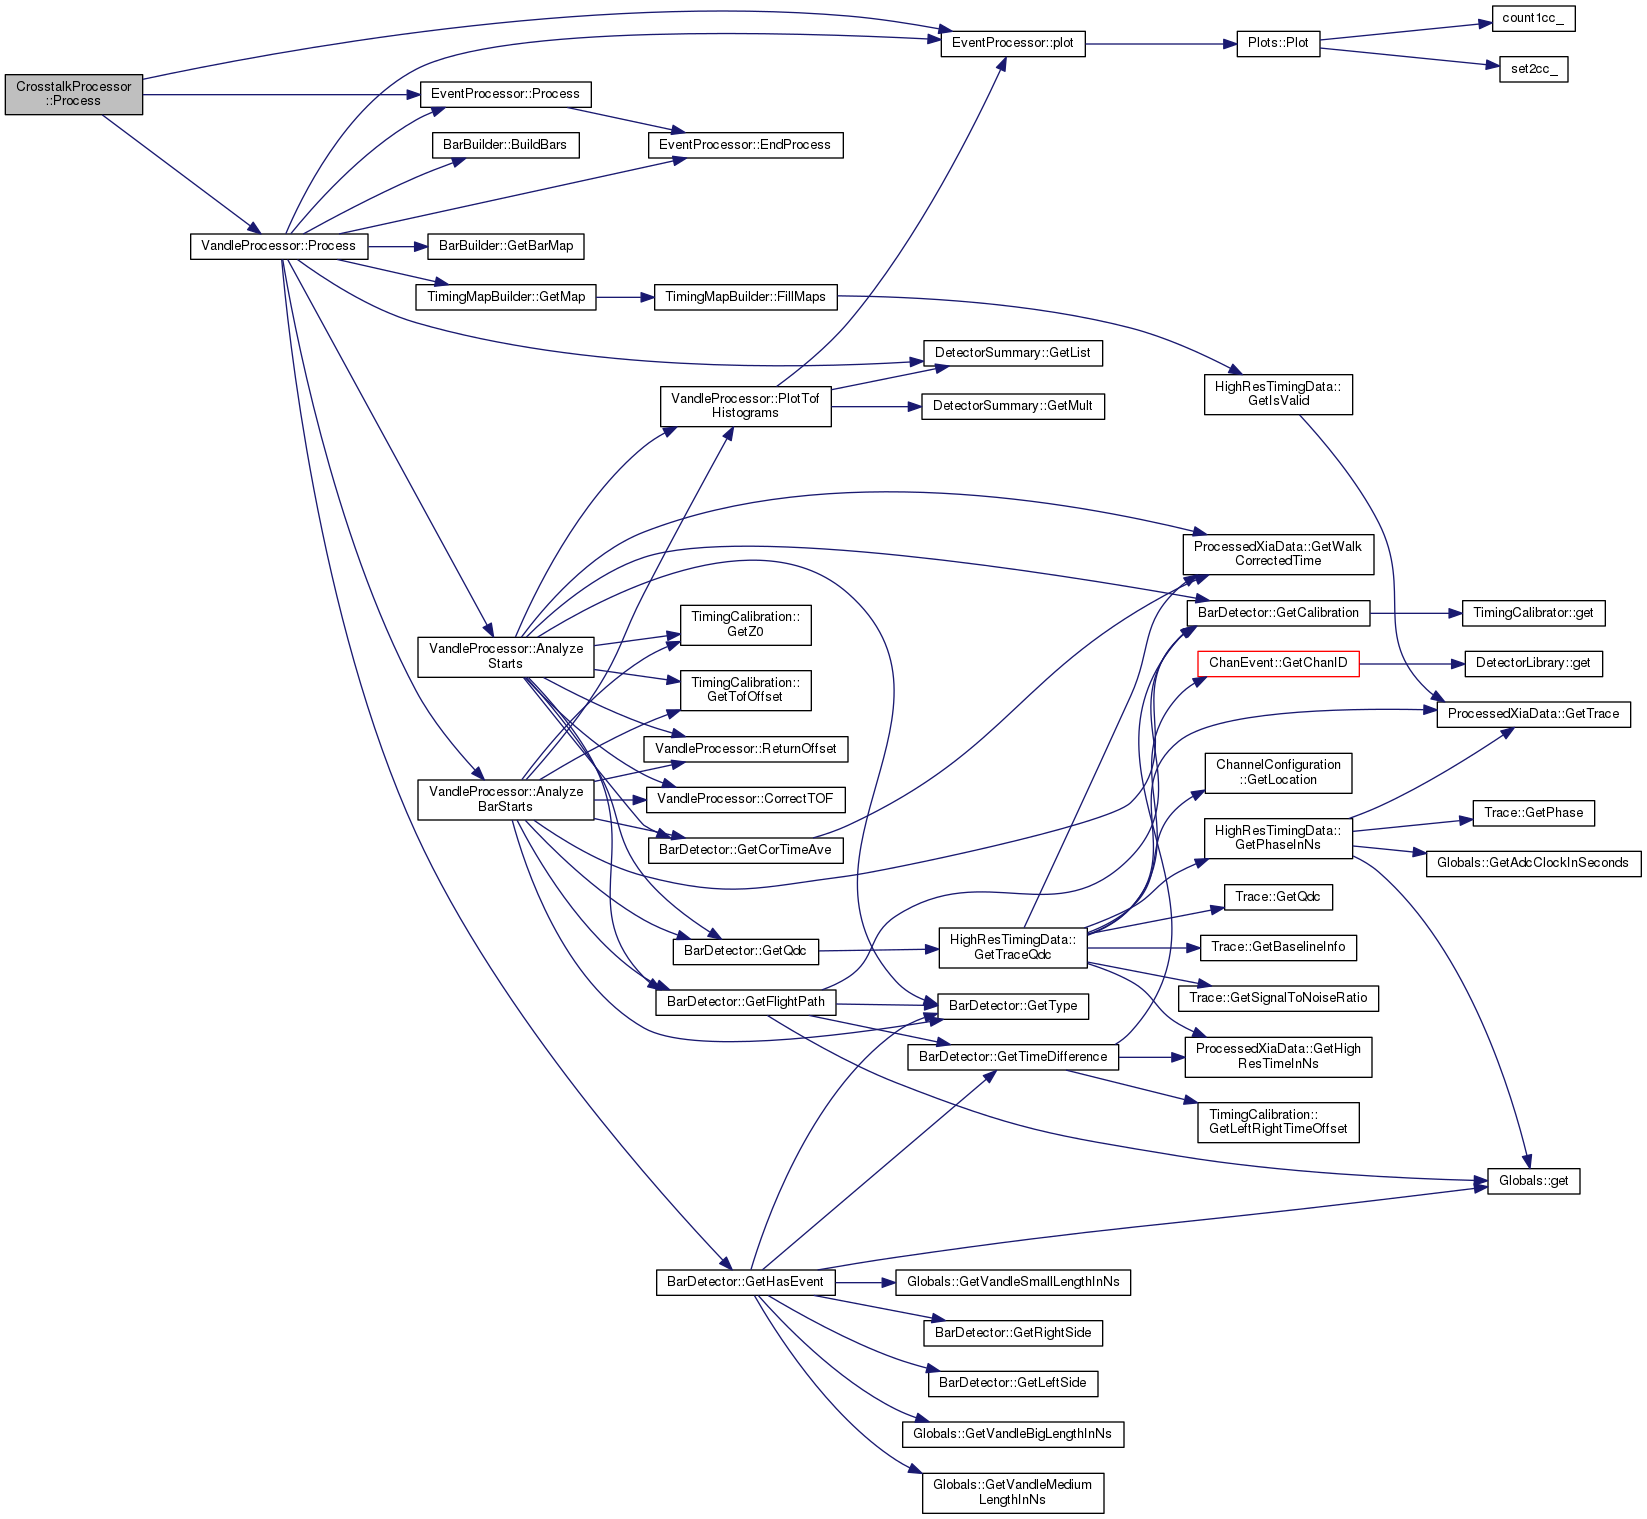 CrosstalkProcessor
::Process
EventProcessor::plot
Plots::Plot
count1cc_
set2cc_
EventProcessor::Process
BarBuilder::BuildBars
EventProcessor::EndProcess
VandleProcessor::Process
BarBuilder::GetBarMap
TimingMapBuilder::GetMap
TimingMapBuilder::FillMaps
DetectorSummary::GetList
VandleProcessor::PlotTof
Histograms
DetectorSummary::GetMult
HighResTimingData::
GetIsValid
ProcessedXiaData::GetWalk
CorrectedTime
TimingCalibration::
GetZ0
BarDetector::GetCalibration
TimingCalibrator::get
VandleProcessor::Analyze
Starts
ChanEvent::GetChanID
DetectorLibrary::get
TimingCalibration::
GetTofOffset
ProcessedXiaData::GetTrace
VandleProcessor::ReturnOffset
ChannelConfiguration
::GetLocation
VandleProcessor::Analyze
BarStarts
VandleProcessor::CorrectTOF
Trace::GetPhase
HighResTimingData::
GetPhaseInNs
BarDetector::GetCorTimeAve
Globals::GetAdcClockInSeconds
Trace::GetQdc
BarDetector::GetQdc
HighResTimingData::
GetTraceQdc
Trace::GetBaselineInfo
Trace::GetSignalToNoiseRatio
BarDetector::GetFlightPath
BarDetector::GetType
BarDetector::GetTimeDifference
ProcessedXiaData::GetHigh
ResTimeInNs
TimingCalibration::
GetLeftRightTimeOffset
Globals::get
BarDetector::GetHasEvent
Globals::GetVandleSmallLengthInNs
BarDetector::GetRightSide
BarDetector::GetLeftSide
Globals::GetVandleBigLengthInNs
Globals::GetVandleMedium
LengthInNs